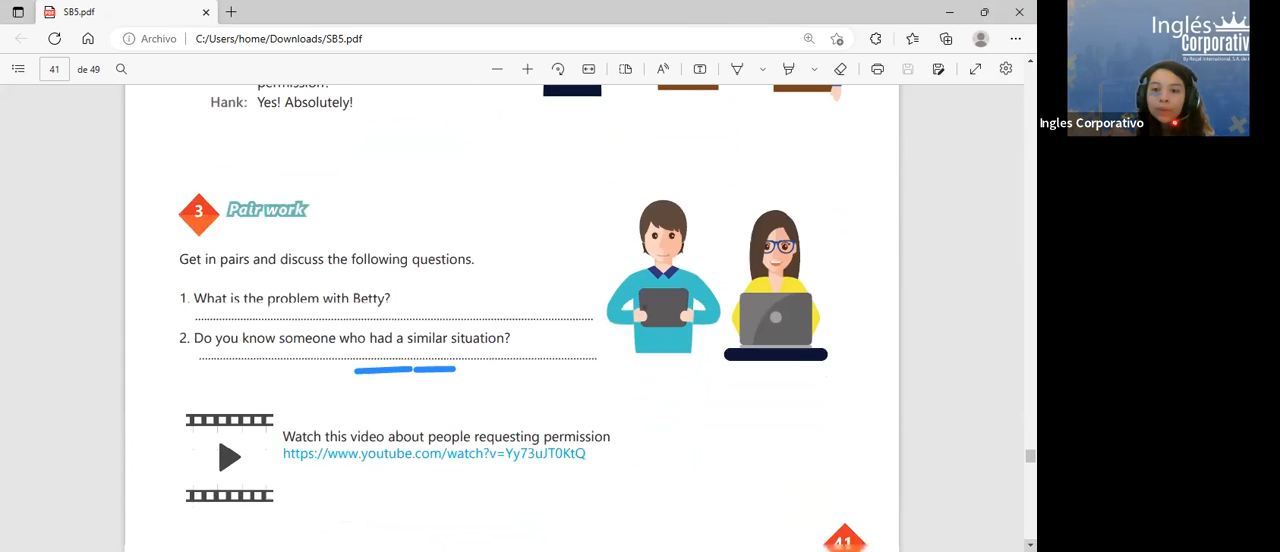 SB5.pdf
Archivo C:/Users/home/Downloads/SB5.pdf
41 de 49
permission?
Hank: Yes! Absolutely!
3 Pair work
Get in pairs and discuss the following questions.
1. What is the problem with Betty?
2. Do you know someone who had a similar situation?
Watch this video about people requesting permission
https://www.youtube.com/watch?v=Yy73uJT0KtQ
41
Inglés
Corporativ
Ingles Corporativo